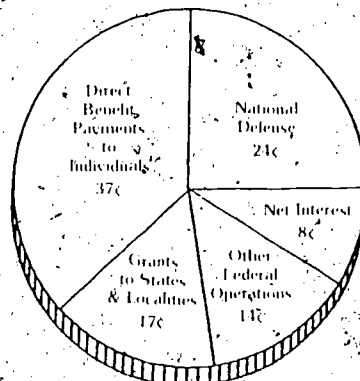 Direct
Benefit
Payments
to
Individuals
37¢
National
Defense
24¢
Net Interest
8¢
Other
Federal
Operations
14¢
Grants
to States
& Localities
17¢